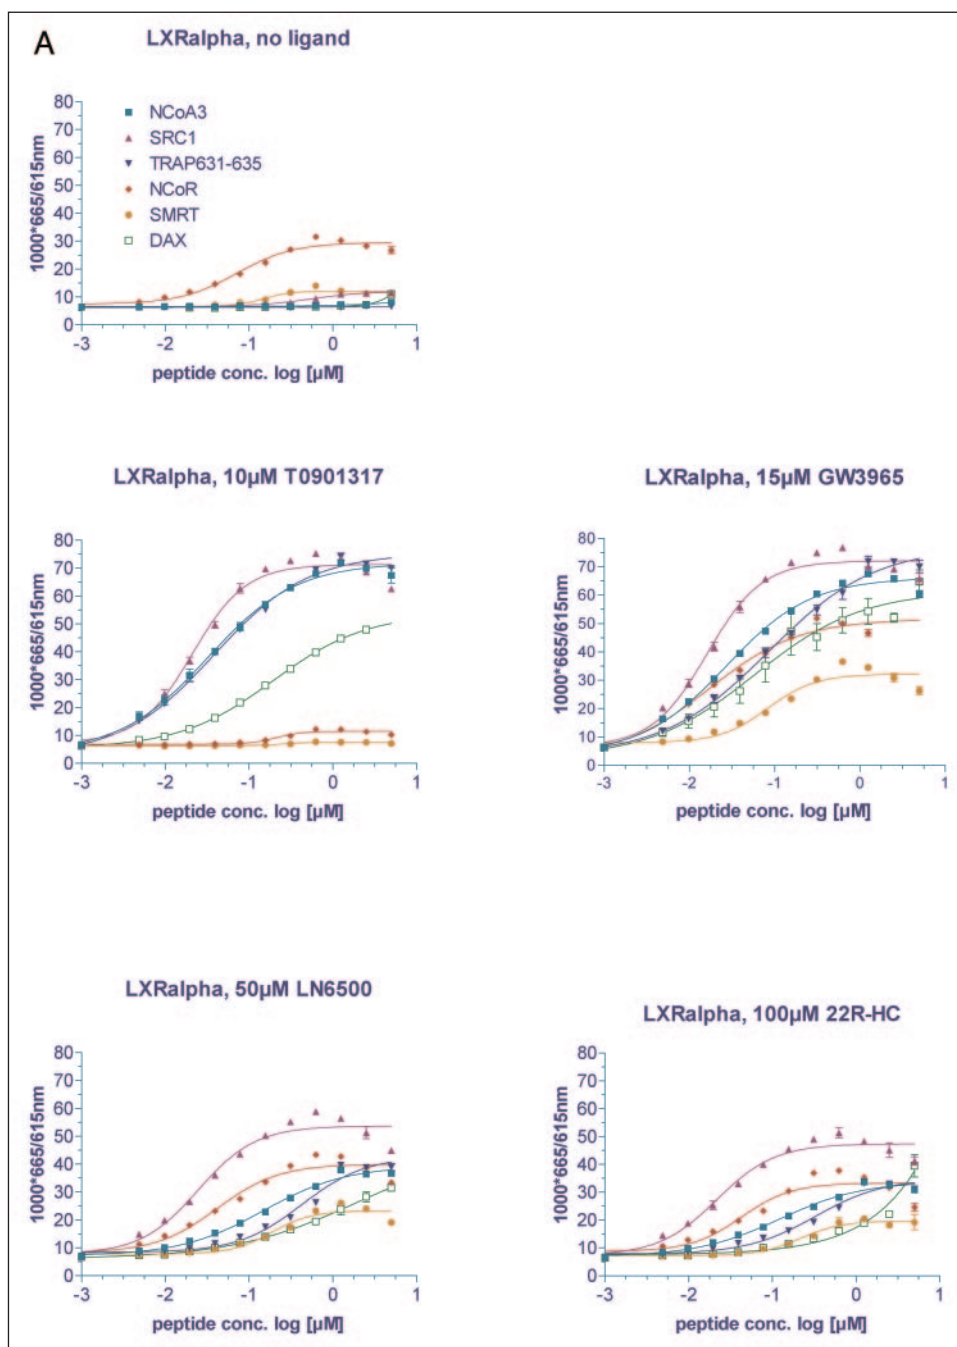 A
LXRalpha, no ligand
80
70
60
50
40
30
20
10
0
1000*665/615nm
NCoA3
SRC1
TRAP631-635
NCoR
SMRT
DAX
-3 -2 -1 0 1
peptide conc. log [µM]
LXRalpha, 10µM T0901317
80
70
60
50
40
30
20
10
0
1000*665/615nm
-3 -2 -1 0 1
peptide conc. log [µM]
LXRalpha, 15µM GW3965
80
70
60
50
40
30
20
10
0
1000*665/615nm
-3 -2 -1 0 1
peptide conc. log [µM]
LXRalpha, 50µM LN6500
80
70
60
50
40
30
20
10
0
1000*665/615nm
-3 -2 -1 0 1
peptide conc. log [µM]
LXRalpha, 100µM 22R-HC
80
70
60
50
40
30
20
10
0
1000*665/615nm
-3 -2 -1 0 1
peptide conc. log [µM]